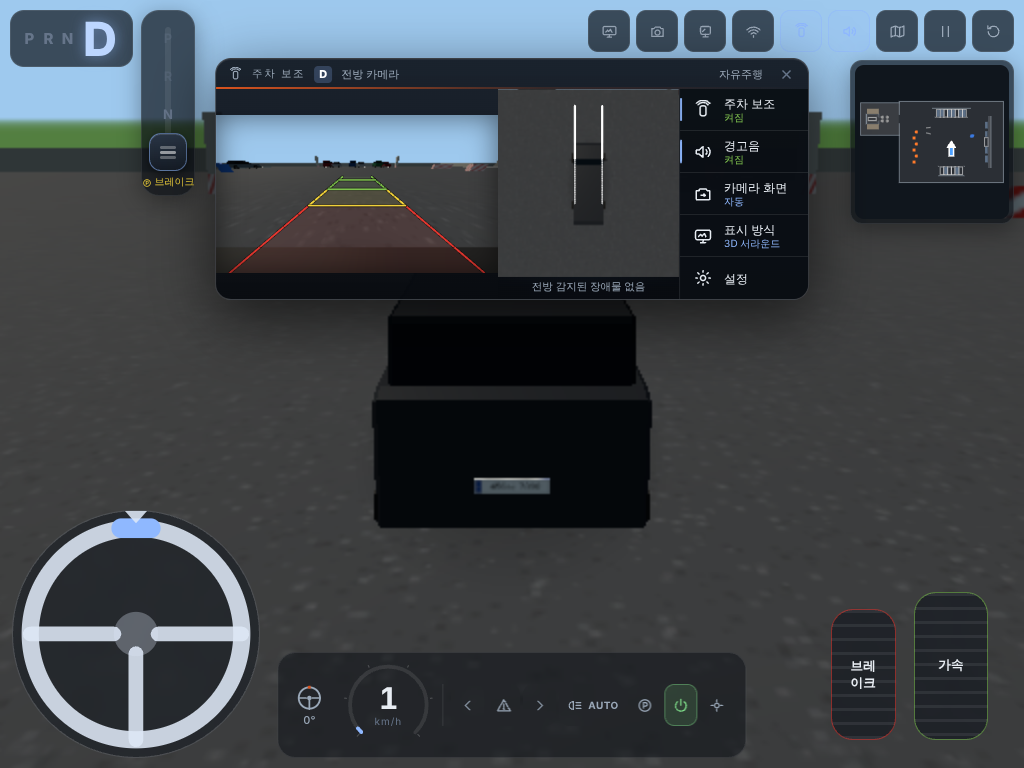 P R N D
P
R
N
Ⓟ 브레이크
주차 보조 D 전방 카메라 자유주행
주차 보조
켜짐
경고음
켜짐
카메라 화면
자동
표시 방식
3D 서라운드
설정
전방 감지된 장애물 없음
0°
1
km/h
AUTO
P
브레
이크
가속